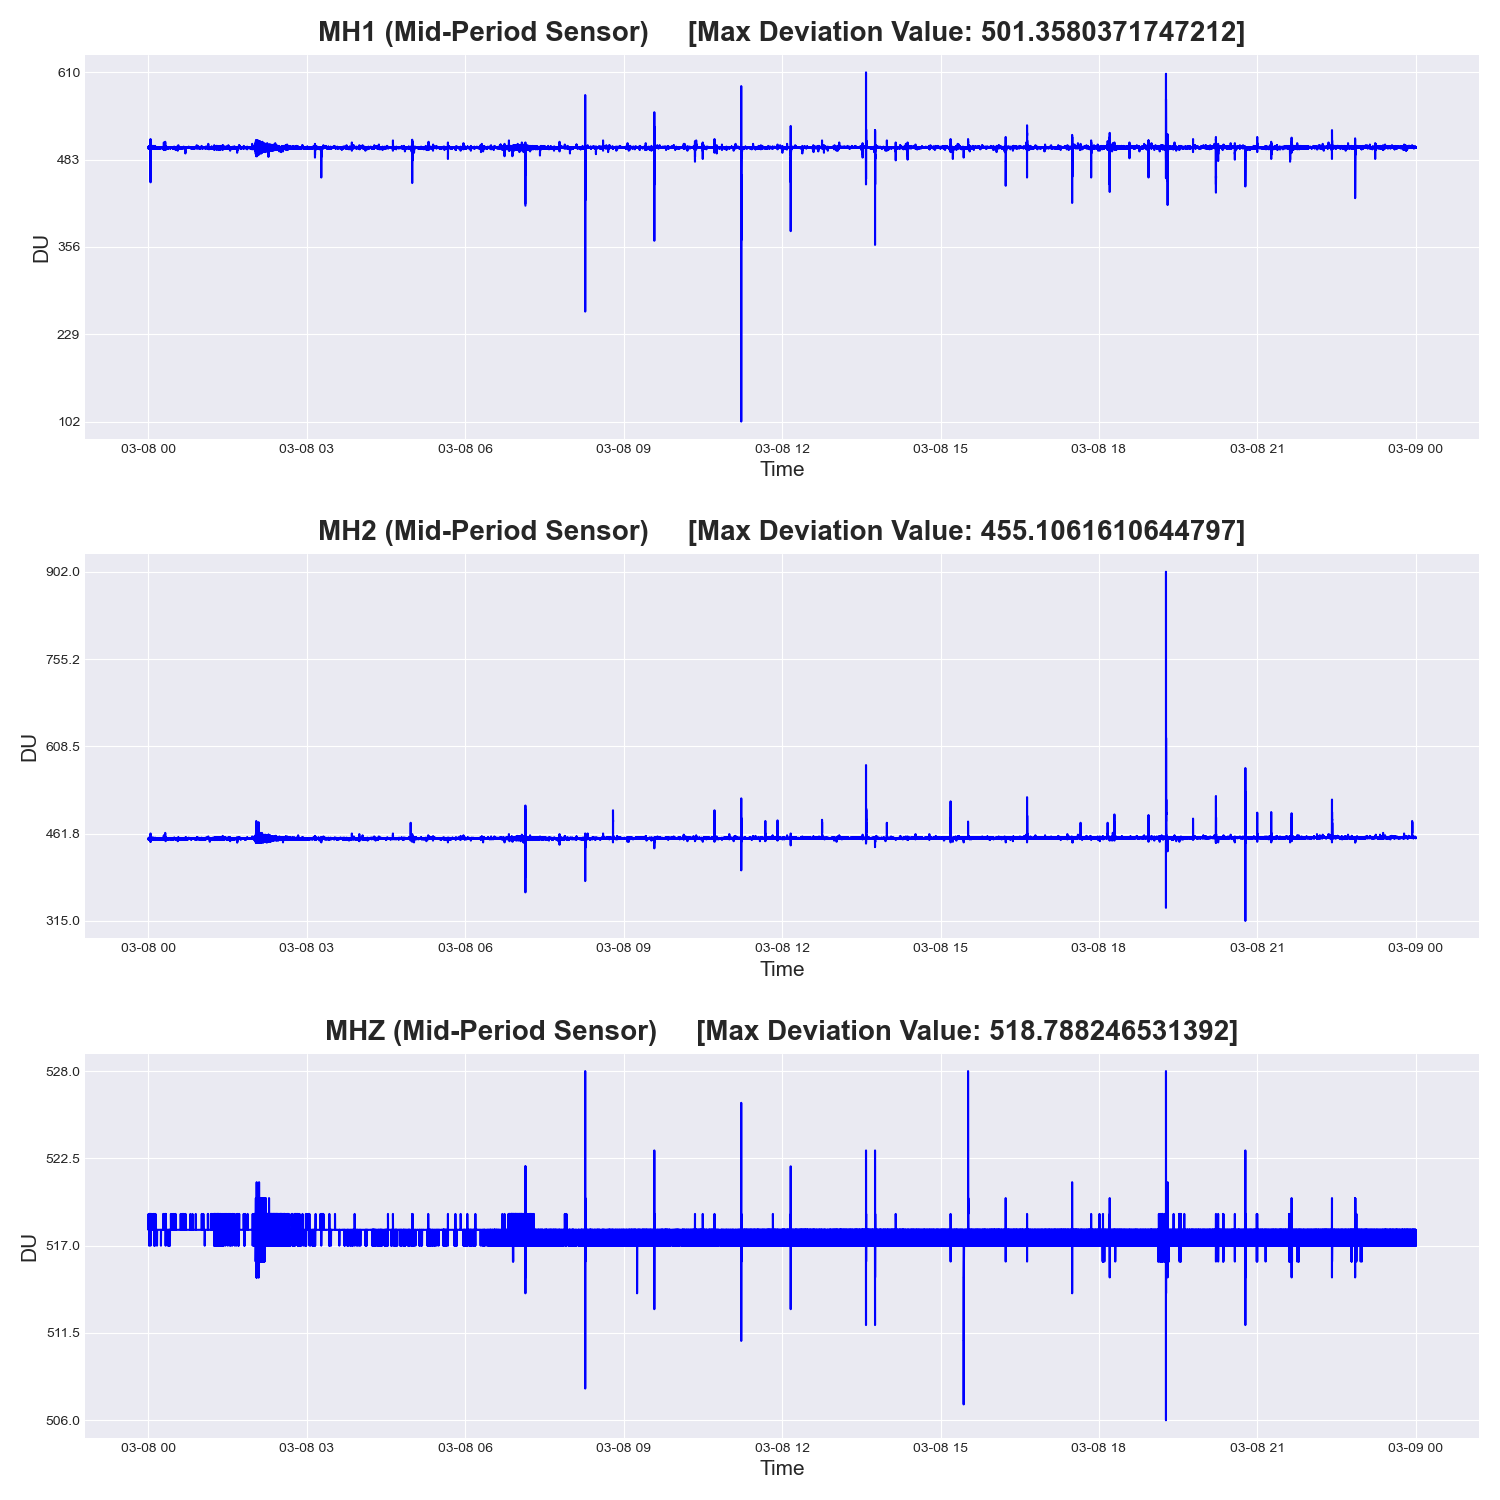 MH1 (Mid-Period Sensor) [Max Deviation Value: 501.3580371747212]
610
483
356
229
102
DU
03-08 00 03-08 03 03-08 06 03-08 09 03-08 12 03-08 15 03-08 18 03-08 21 03-09 00
Time
MH2 (Mid-Period Sensor) [Max Deviation Value: 455.1061610644797]
902.0
755.2
608.5
461.8
315.0
DU
03-08 00 03-08 03 03-08 06 03-08 09 03-08 12 03-08 15 03-08 18 03-08 21 03-09 00
Time
MHZ (Mid-Period Sensor) [Max Deviation Value: 518.788246531392]
528.0
522.5
517.0
511.5
506.0
DU
03-08 00 03-08 03 03-08 06 03-08 09 03-08 12 03-08 15 03-08 18 03-08 21 03-09 00
Time